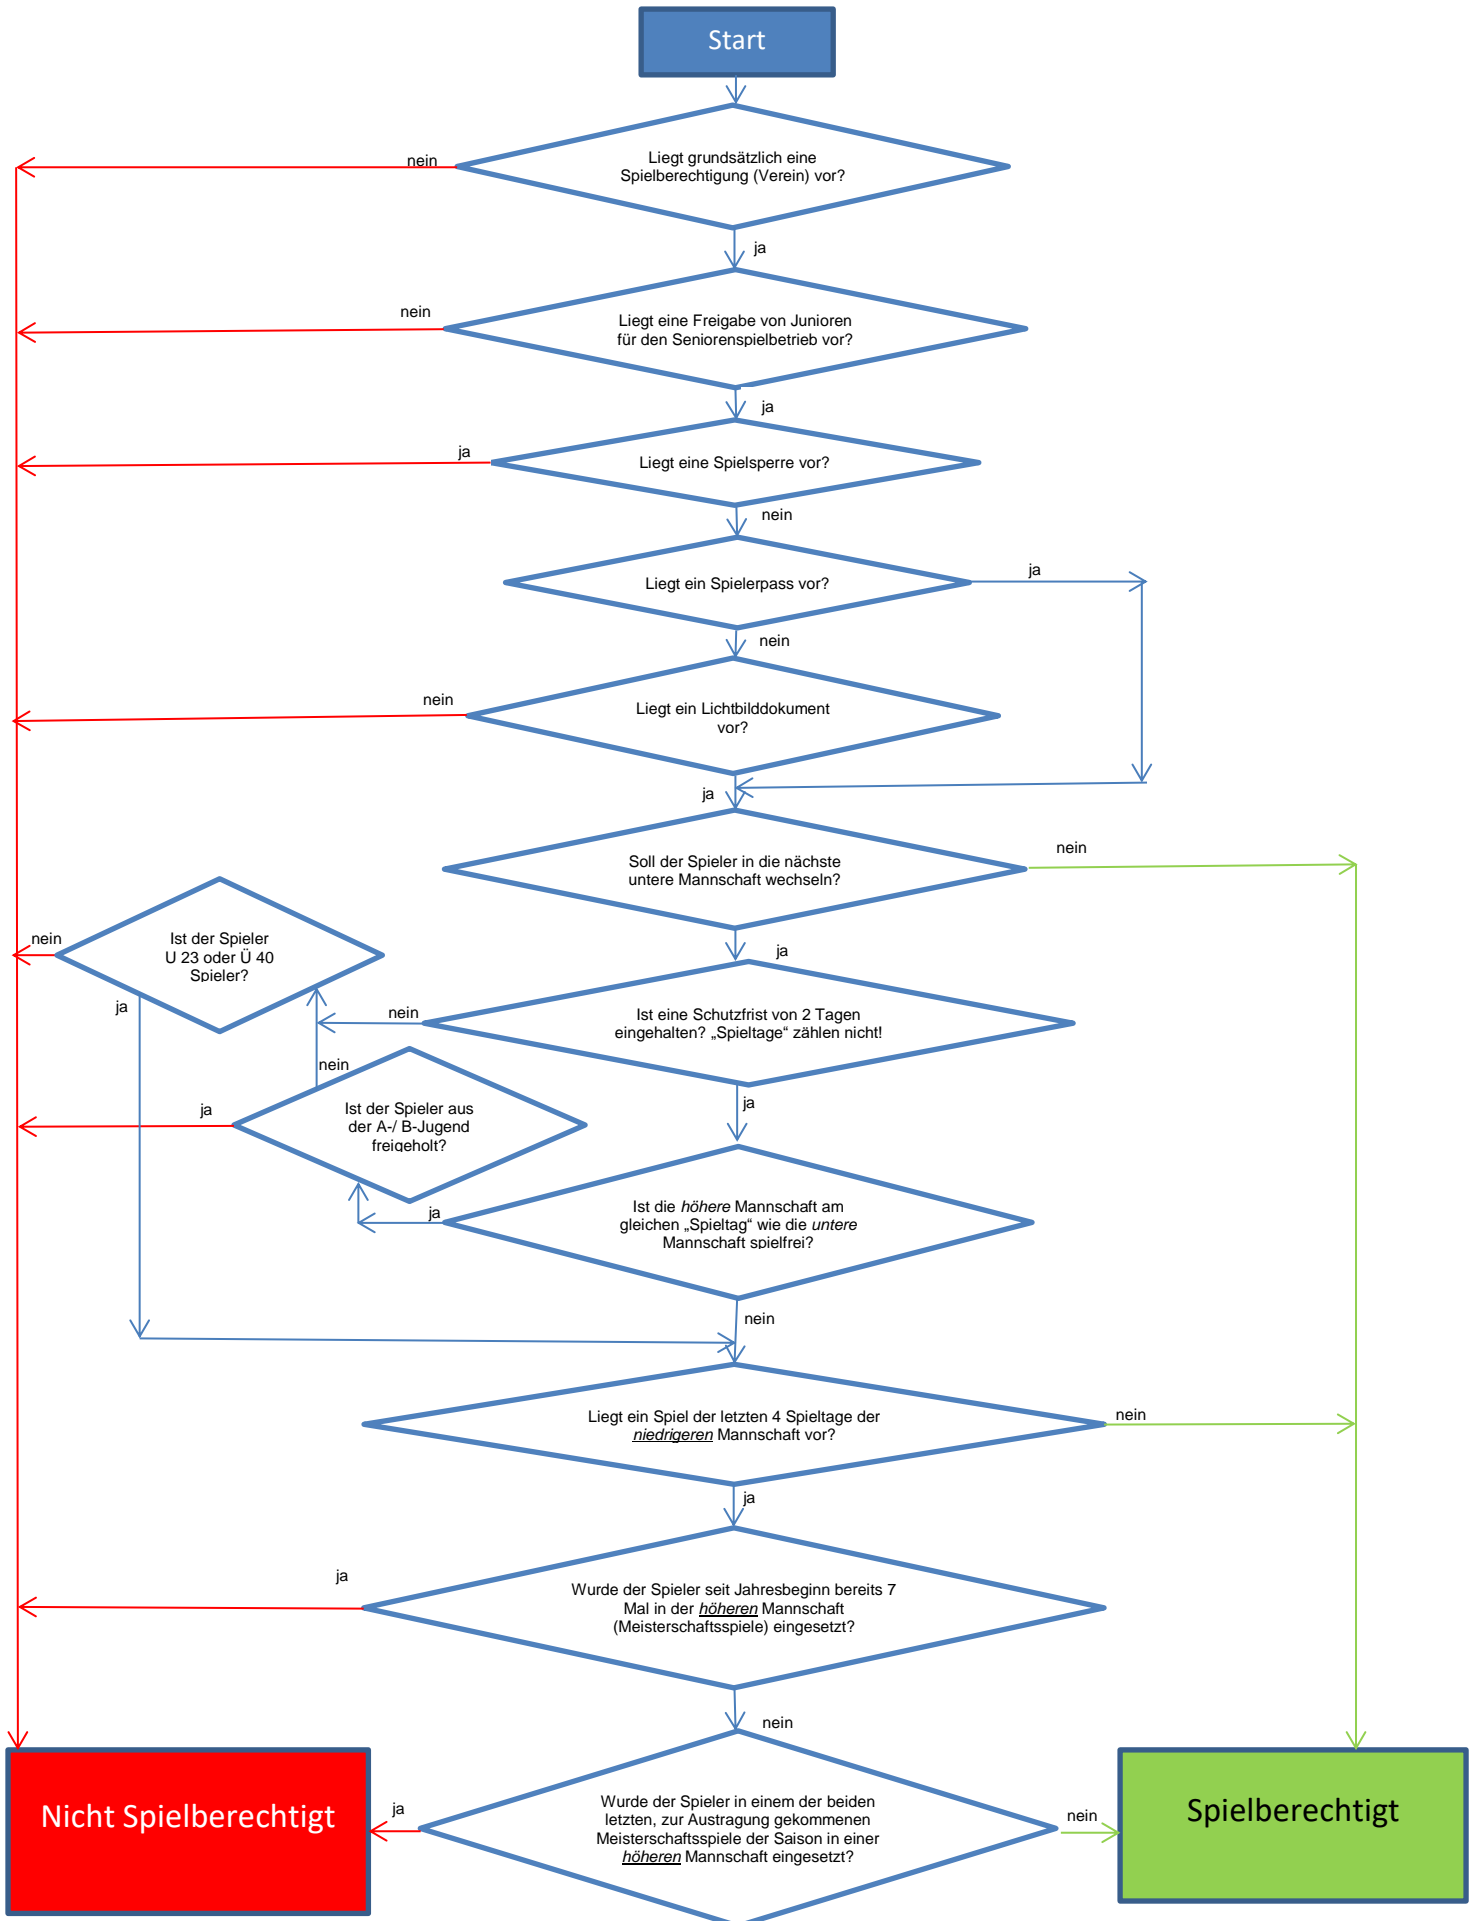 Start
Liegt grundsätzlich eine
Spielberechtigung (Verein) vor?
nein
ja
Liegt eine Freigabe von Junioren
für den Seniorenspielbetrieb vor?
nein
ja
Liegt eine Spielsperre vor?
ja
nein
Liegt ein Spielerpass vor?
ja
nein
Liegt ein Lichtbilddokument
vor?
nein
ja
Soll der Spieler in die nächste
untere Mannschaft wechseln?
nein
ja
Ist der Spieler
U 23 oder Ü 40
Spieler?
nein
ja
Ist eine Schutzfrist von 2 Tagen
eingehalten? „Spieltage“ zählen nicht!
nein
ja
Ist der Spieler aus
der A-/ B-Jugend
freigeholt?
nein
ja
Ist die höhere Mannschaft am
gleichen „Spieltag“ wie die untere
Mannschaft spielfrei?
ja
nein
Liegt ein Spiel der letzten 4 Spieltage der
niedrigeren Mannschaft vor?
nein
ja
Wurde der Spieler seit Jahresbeginn bereits 7
Mal in der höheren Mannschaft
(Meisterschaftsspiele) eingesetzt?
ja
nein
Wurde der Spieler in einem der beiden
letzten, zur Austragung gekommenen
Meisterschaftsspiele der Saison in einer
höheren Mannschaft eingesetzt?
ja
nein
Nicht Spielberechtigt
Spielberechtigt